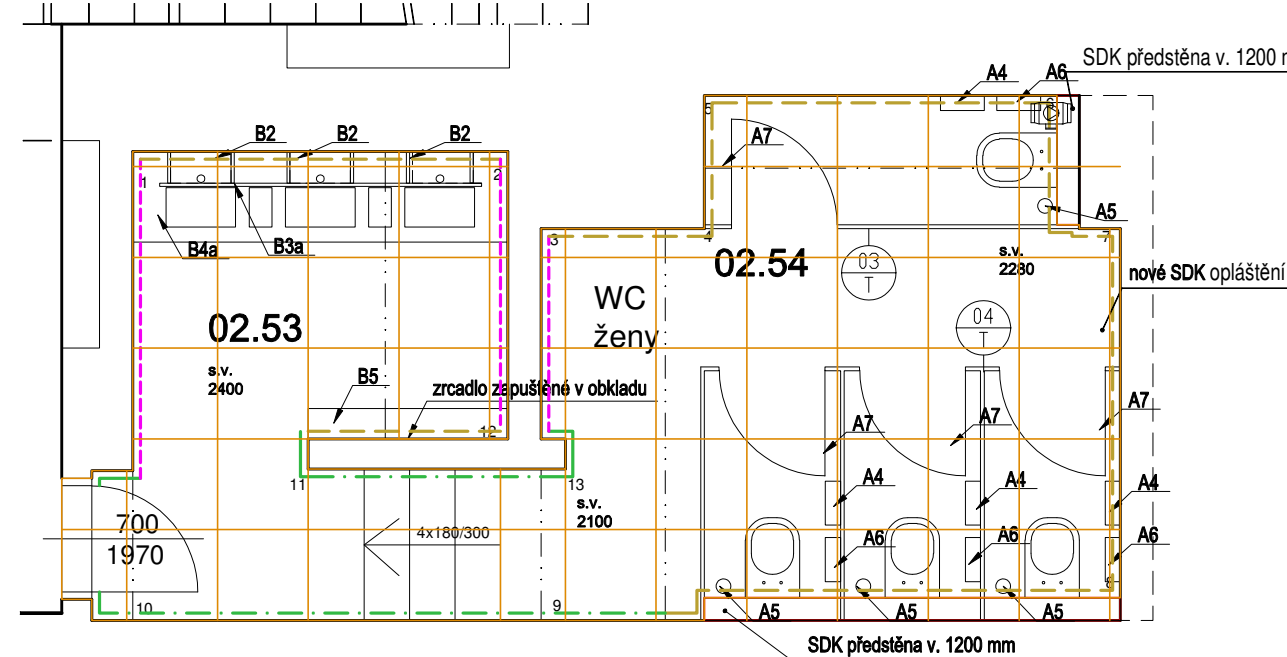 SDK předstěna v. 1200 m
A4
A6
5
6
B2
B2
B2
A7
1
2
A5
3
4
7
B4a
B3a
02.54
s.v.
2280
03
T
nové SDK opláštění
WC
ženy
02.53
04
T
s.v.
2400
B5
zrcadlo zapuštěné v obkladu
A7
12
A7
A7
11
13
A4
A4
A4
s.v.
2100
700
1970
4x180/300
A6
A6
A6
8
10
9
A5
A5
A5
SDK předstěna v. 1200 mm